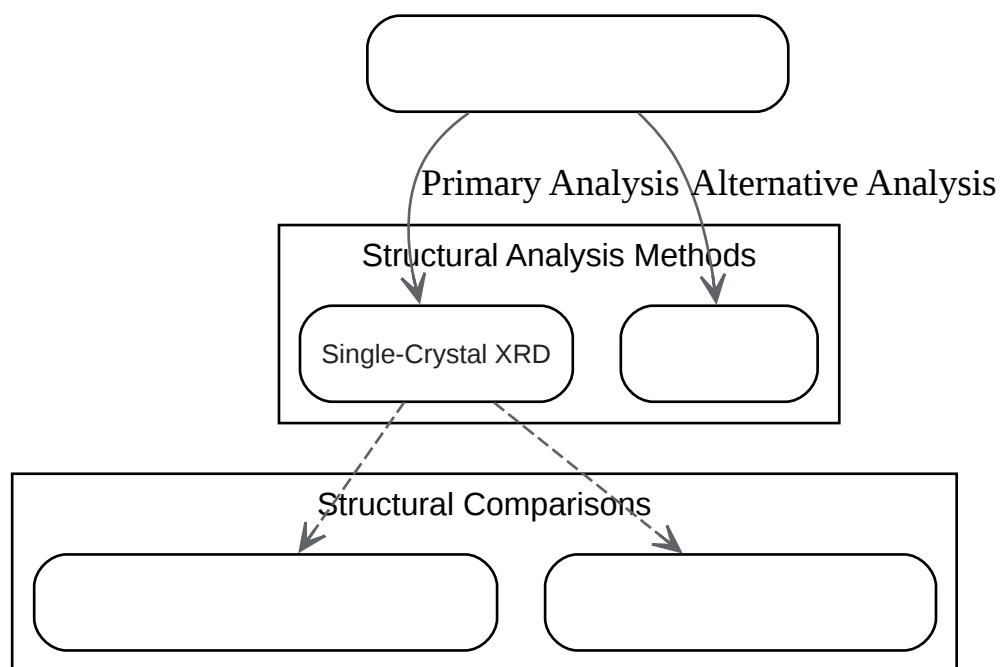 Primary Analysis
Alternative Analysis
Structural Analysis Methods
Single-Crystal XRD
Structural Comparisons